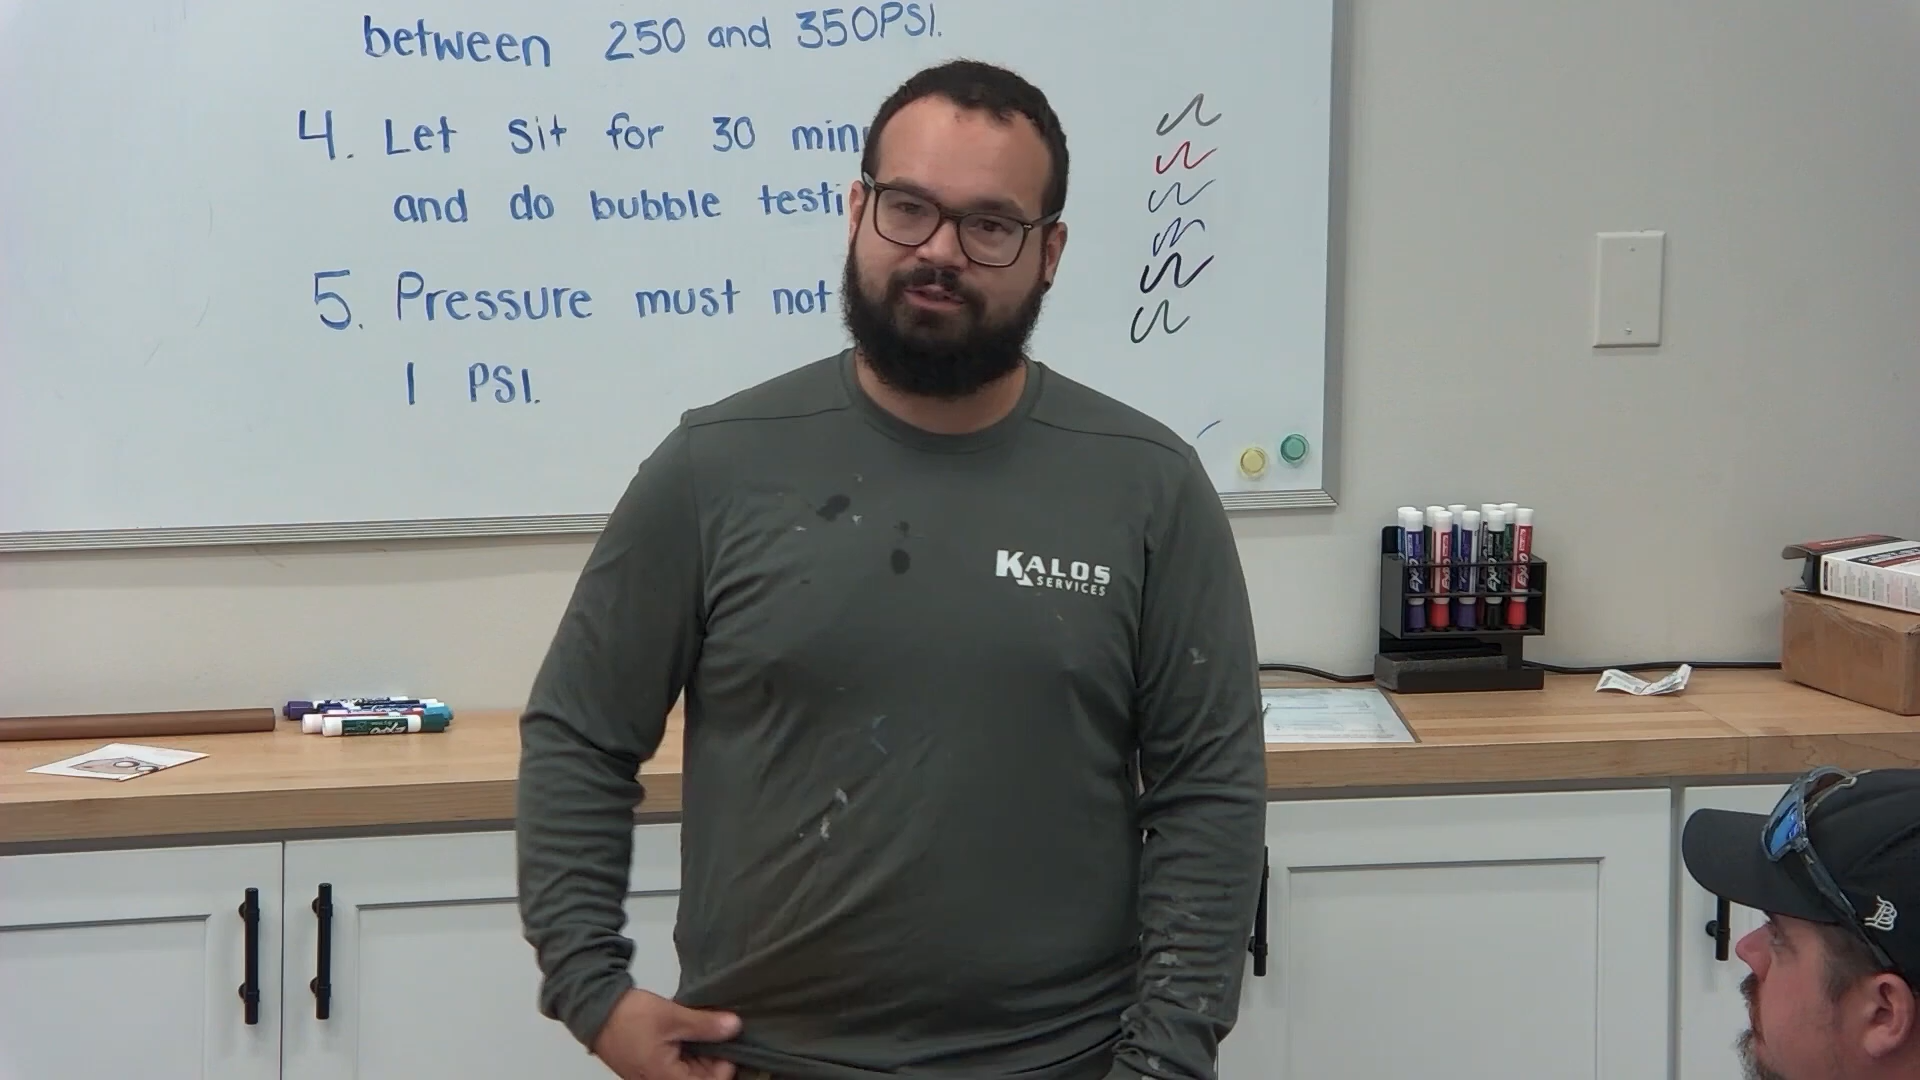 between 250 and 350PSI.
4. Let Sit for 30 min
and do bubble testi
5. Pressure must not
1 PSI.
KALOS
SERVICES
EXPO